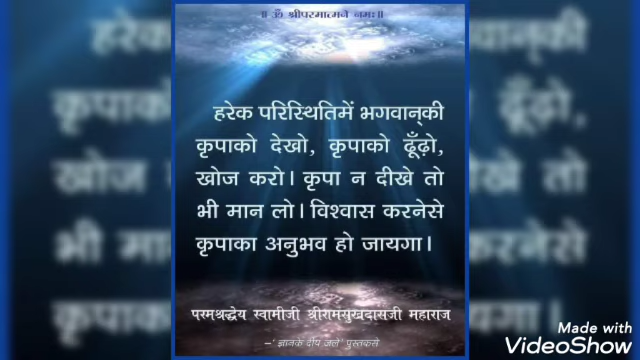 ॥ ॐ श्रीपरमात्मने नमः॥
हरेक परिस्थितिमें भगवान्‌की
कृपाको देखो, कृपाको ढूँढ़ो,
खोज करो। कृपा न दीखे तो
भी मान लो। विश्वास करनेसे
कृपाका अनुभव हो जायगा।
परमश्रद्धेय स्वामीजी श्रीरामसुखदासजी महाराज
–‘ ज्ञानके दीप जले’ पुस्तकसे
Made with
VideoShow